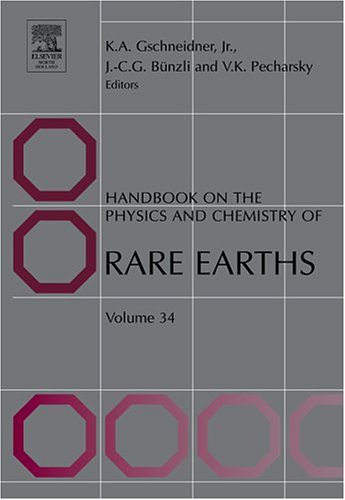 K.A. Gschneidner, Jr.,
J.-C.G. Bünzli and V.K. Pecharsky
Editors
ELSEVIER
NORTH
HOLLAND
HANDBOOK ON THE
PHYSICS AND CHEMISTRY OF
RARE EARTHS
Volume 34